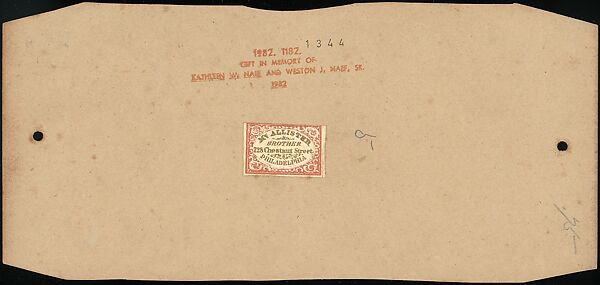 1982. 1182. 1344
GIFT IN MEMORY OF
KATHLEEN W. NAEF AND WESTON J. NAEF, SR.
1982
McALLISTER
&
BROTHER
728 Chestnut Street
PHILADELPHIA